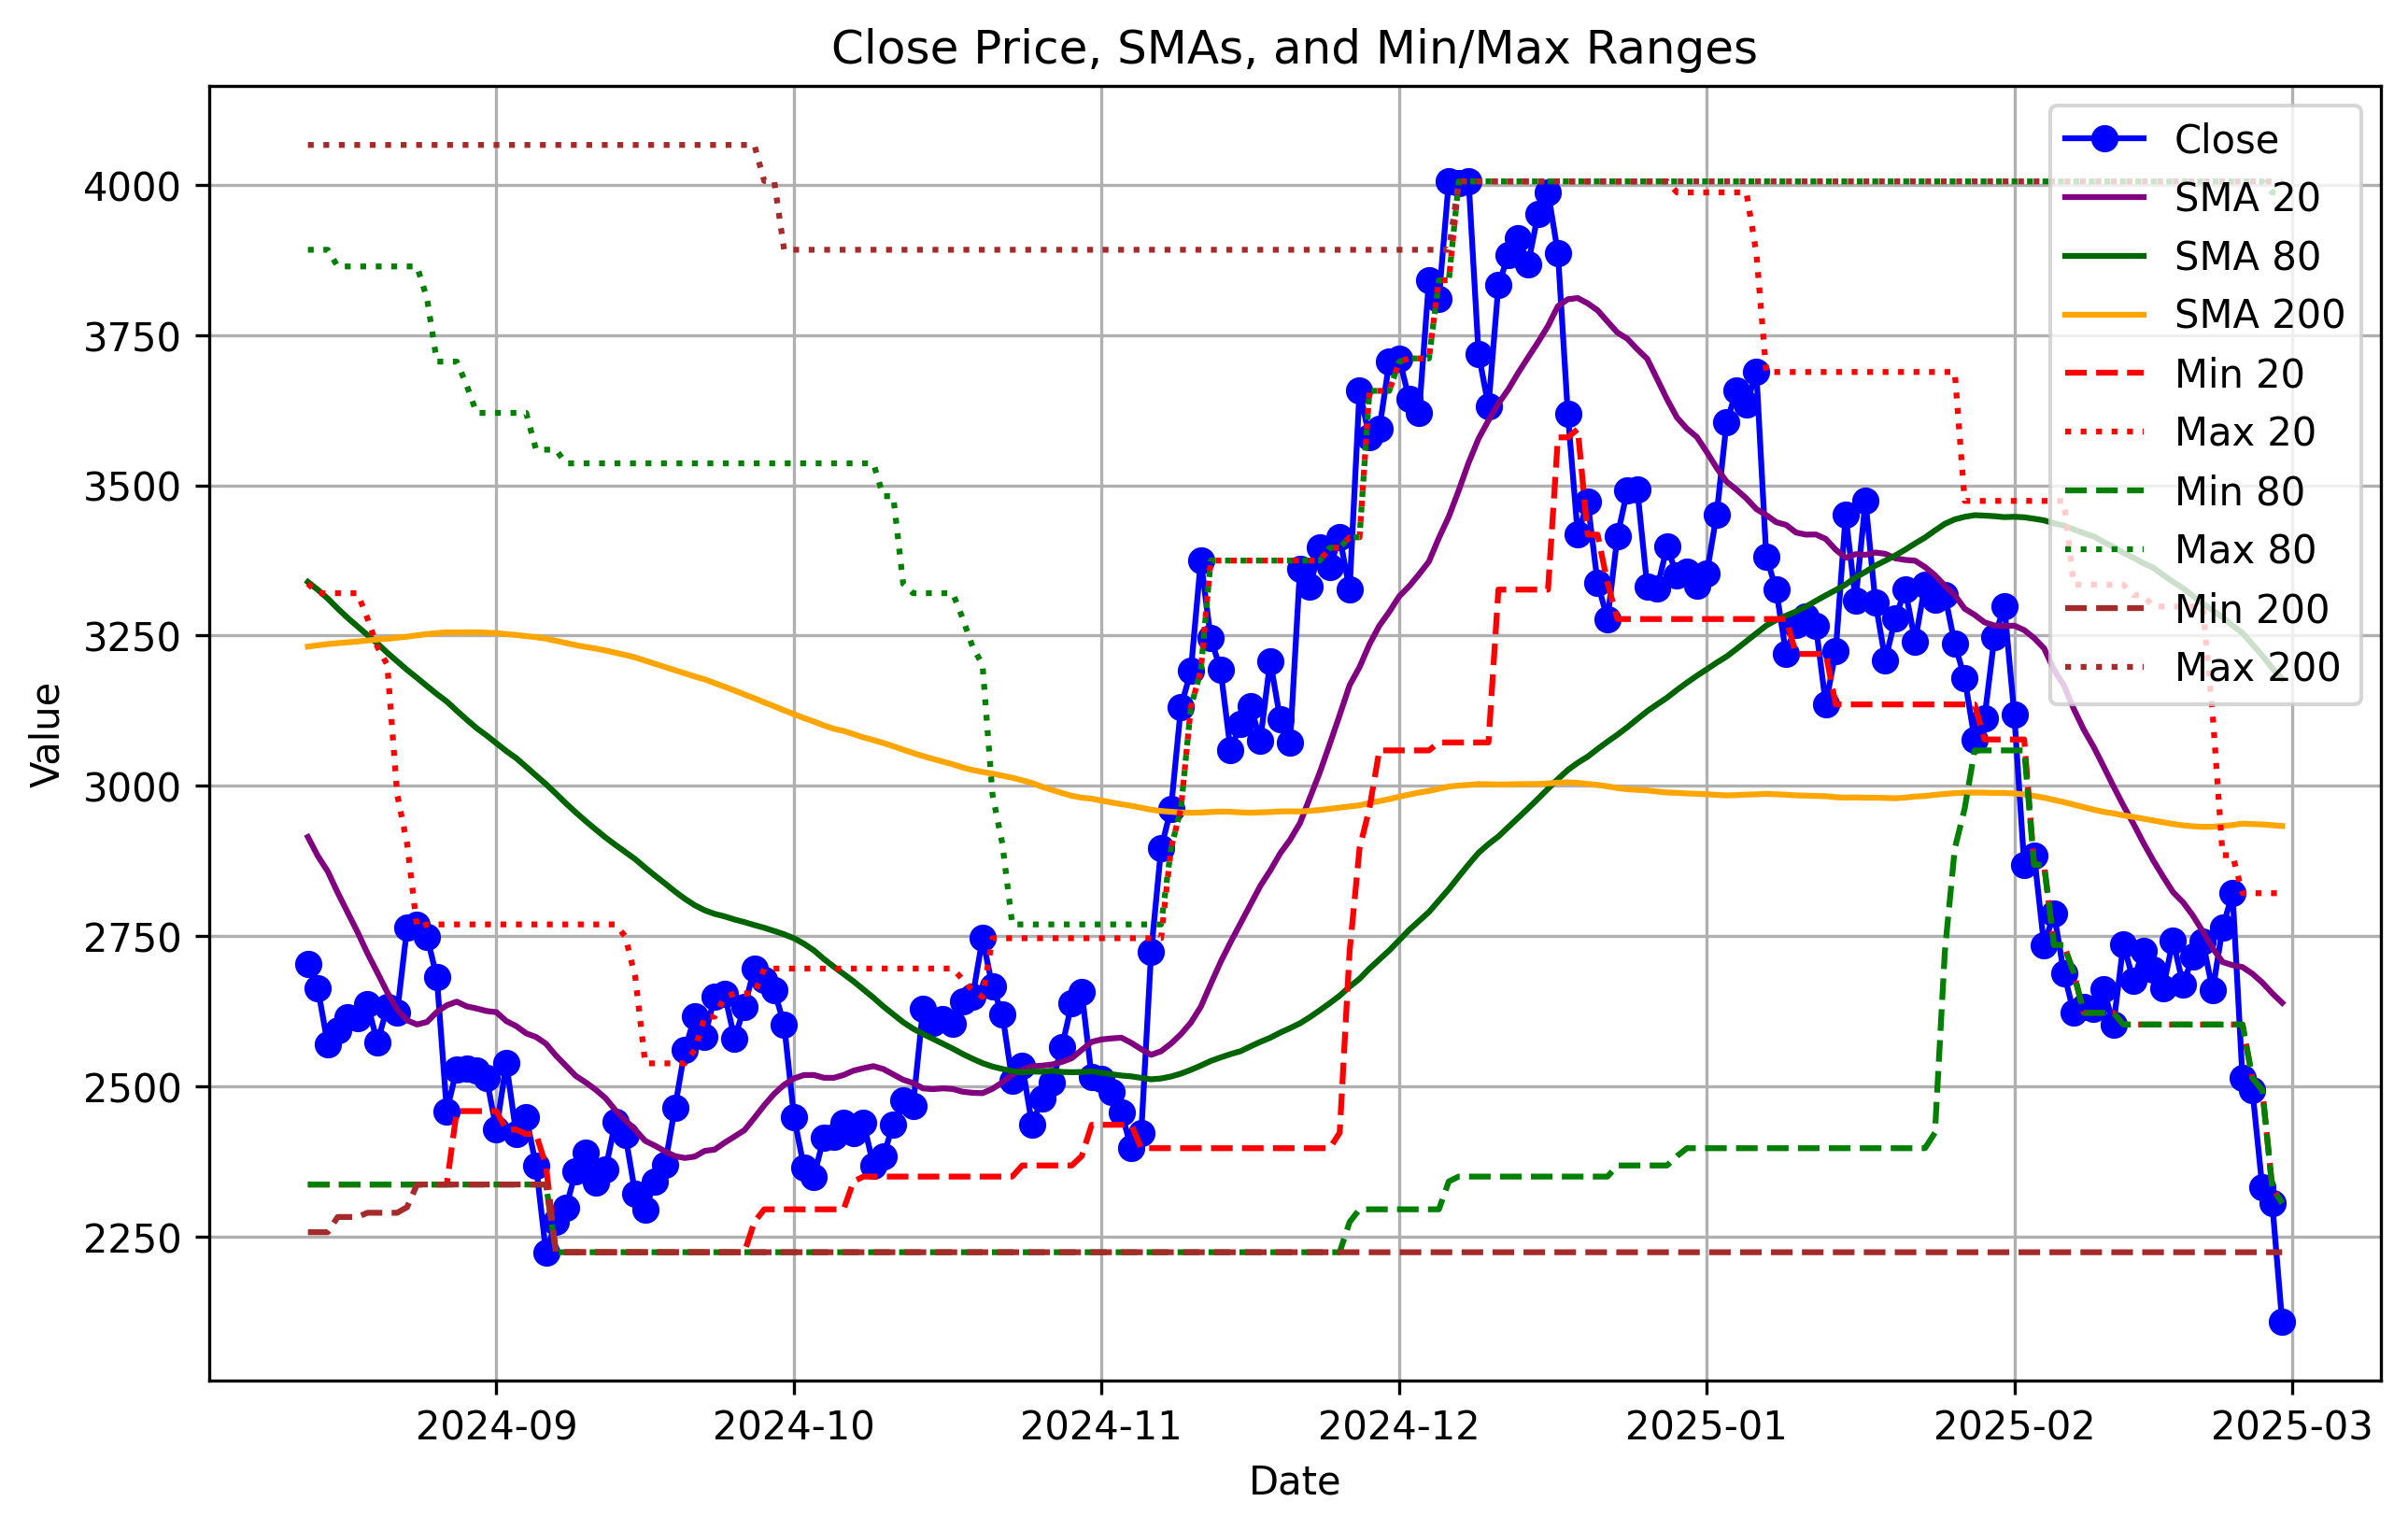 Close Price, SMAs, and Min/Max Ranges
Close
SMA 20
SMA 80
SMA 200
Min 20
Max 20
Min 80
Max 80
Min 200
Max 200
4000
3750
3500
3250
3000
2750
2500
2250
Value
2024-09
2024-10
2024-11
2024-12
2025-01
2025-02
2025-03
Date